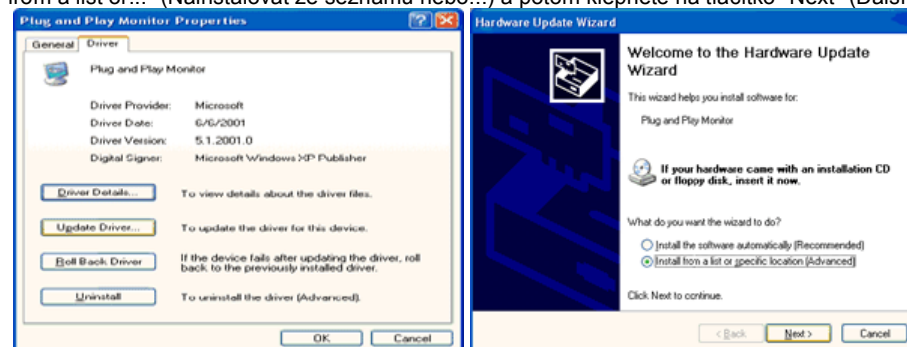 from a list or..." (Nainstalovat ze seznamu nebo...) a potom klepněte na tlačítko "Next" (Další
Plug and Play Monitor Properties
General
Driver
Plug and Play Monitor
Driver Provider: Microsoft
Driver Date: 6/6/2001
Driver Version: 5.1.2001.0
Digital Signer: Microsoft Windows XP Publisher
Driver Details... To view details about the driver files.
Update Driver... To update the driver for this device.
Roll Back Driver If the device fails after updating the driver, roll
back to the previously installed driver.
Uninstall To uninstall the driver (Advanced).
OK Cancel
Hardware Update Wizard
Welcome to the Hardware Update
Wizard
This wizard helps you install software for:
Plug and Play Monitor
If your hardware came with an installation CD
or floppy disk, insert it now.
What do you want the wizard to do?
Install the software automatically (Recommended)
Install from a list or specific location (Advanced)
Click Next to continue.
< Back Next > Cancel